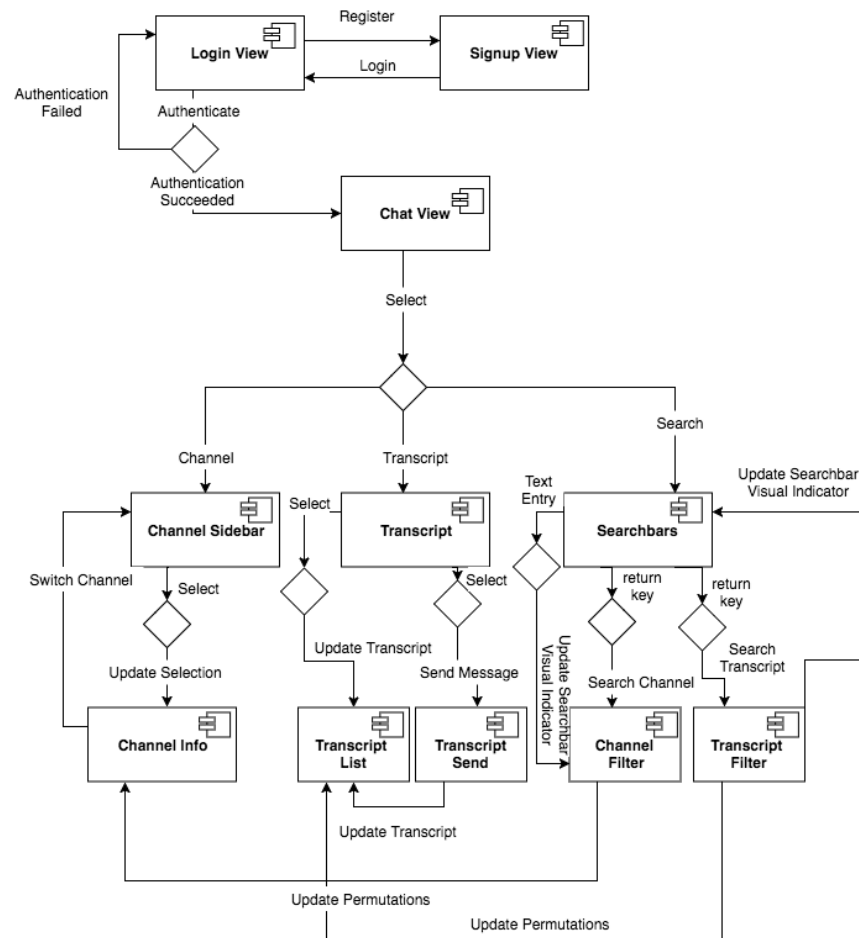 Register
Login View
Signup View
Login
Authentication
Failed
Authenticate
Authentication
Succeeded
Chat View
Select
Search
Channel
Transcript
Update Searchbar
Visual Indicator
Text
Entry
Select
Channel Sidebar
Transcript
Searchbars
Switch Channel
Select
Select
return
key
return
key
Update Transcript
Update Selection
Send Message
Update Searchbar
Visual Indicator
Search
Transcript
Search Channel
Channel Info
Transcript
List
Transcript
Send
Channel
Filter
Transcript
Filter
Update Transcript
Update Permutations
Update Permutations